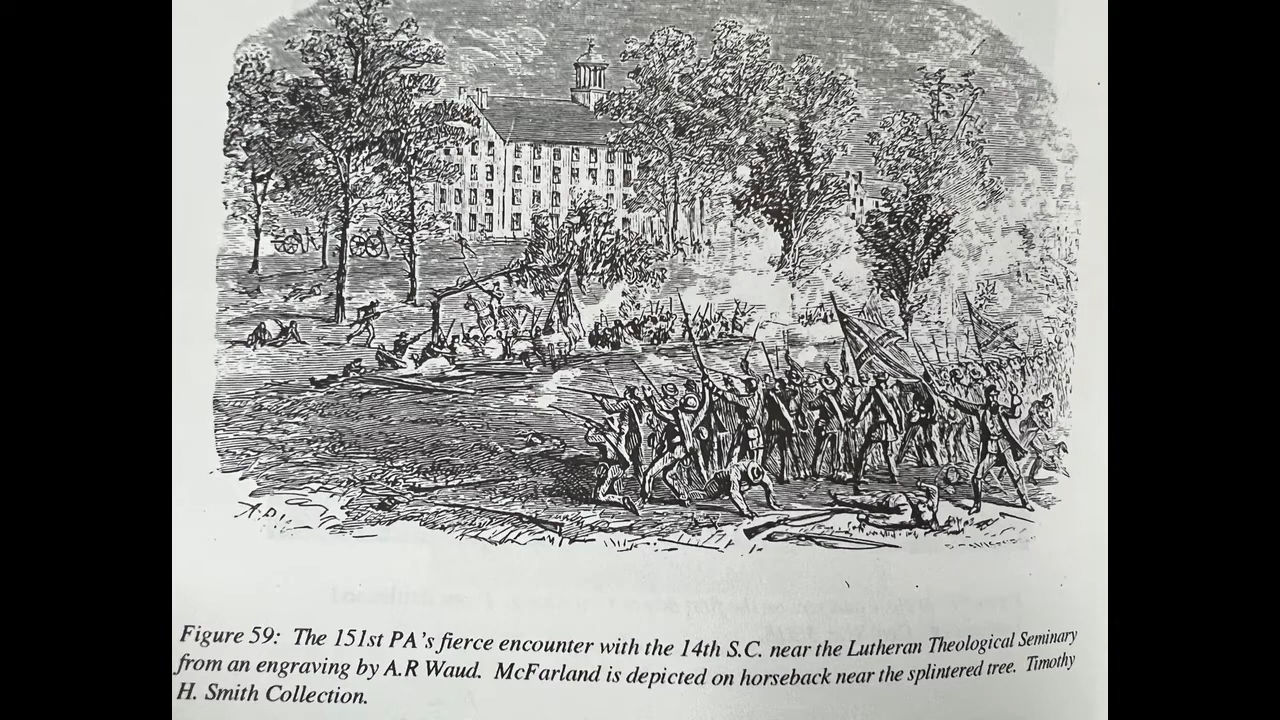 Figure 59: The 151st PA's fierce encounter with the 14th S.C. near the Lutheran Theological Seminary
from an engraving by A.R Waud. McFarland is depicted on horseback near the splintered tree. Timothy
H. Smith Collection.